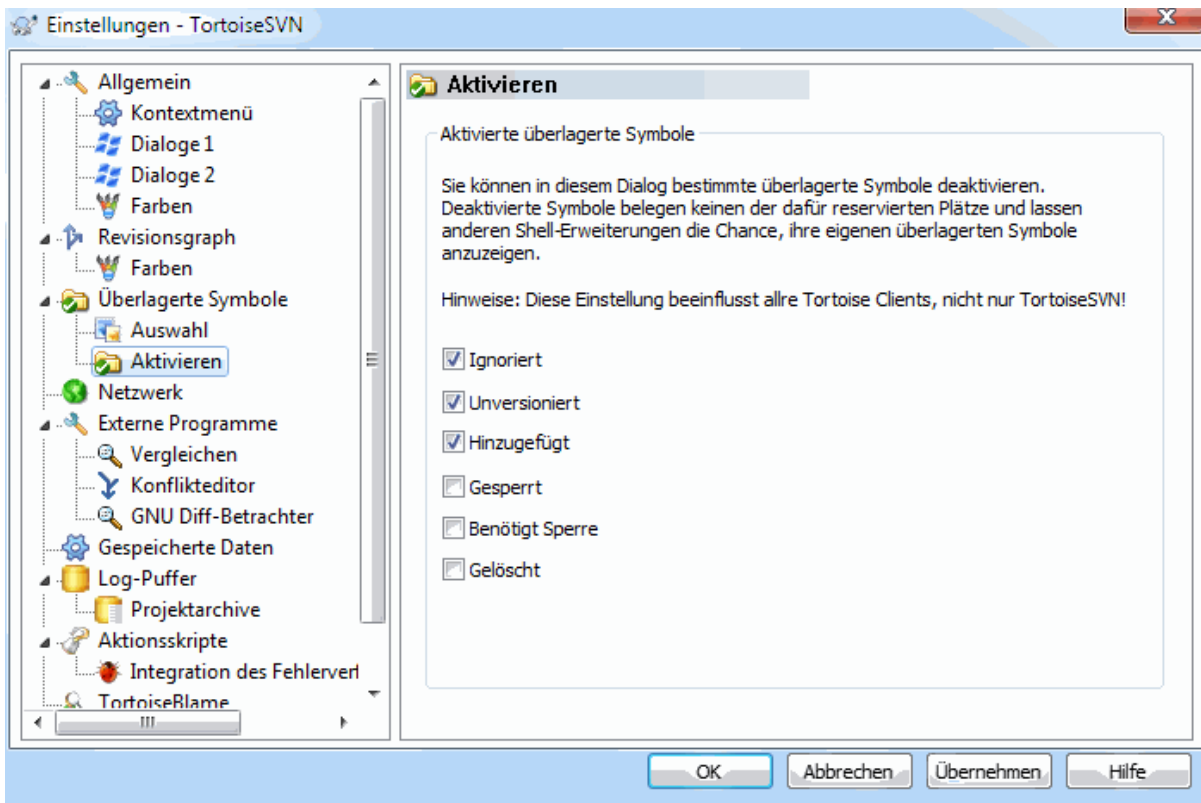 Einstellungen - TortoiseSVN
Allgemein
Kontextmenü
Dialoge 1
Dialoge 2
Farben
Revisionsgraph
Farben
Überlagerte Symbole
Auswahl
Aktivieren
Netzwerk
Externe Programme
Vergleichen
Konflikteditor
GNU Diff-Betrachter
Gespeicherte Daten
Log-Puffer
Projektarchive
Aktionsskripte
Integration des Fehlervert
TortoiseBlame
Aktivieren
Aktivierte überlagerte Symbole
Sie können in diesem Dialog bestimmte überlagerte Symbole deaktivieren.
Deaktivierte Symbole belegen keinen der dafür reservierten Plätze und lassen
anderen Shell-Erweiterungen die Chance, ihre eigenen überlagerten Symbole
anzuzeigen.
Hinweise: Diese Einstellung beeinflusst allre Tortoise Clients, nicht nur TortoiseSVN!
Ignoriert
Unversioniert
Hinzugefügt
Gesperrt
Benötigt Sperre
Gelöscht
OK
Abbrechen
Übernehmen
Hilfe